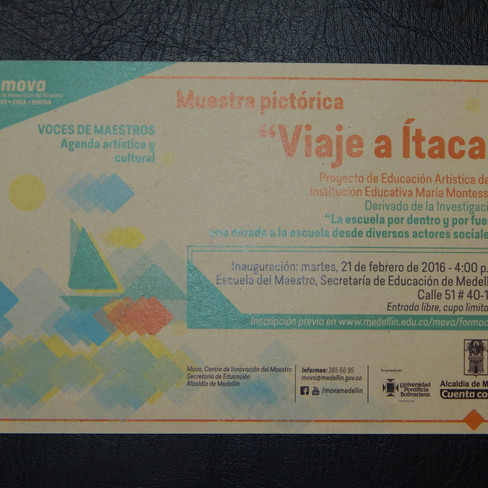 mova
VOCES DE MAESTROS
Agenda artística y
cultural
Muestra pictórica
“Viaje a Ítaca
Proyecto de Educación Artística de
Institución Educativa María Montess
Derivado de la Investigac
“La escuela por dentro y por fue
mirada a la escuela desde diversos actores sociale
Inauguración: martes, 21 de febrero de 2016 - 4:00 p.
Escuela del Maestro, Secretaría de Educación de Medell
Calle 51 # 40-1
Entrada libre, cupo limita
Inscripción previa en www.medellin.edu.co/mova/formac
Mova, Centro de Innovación del Maestro
Secretaría de Educación
Alcaldía de Medellín
Informes: 385 66 95
mova@medellin.gov.co
/movamedellin
Universidad
Pontificia
Bolivariana
Alcaldía de M
Cuenta co